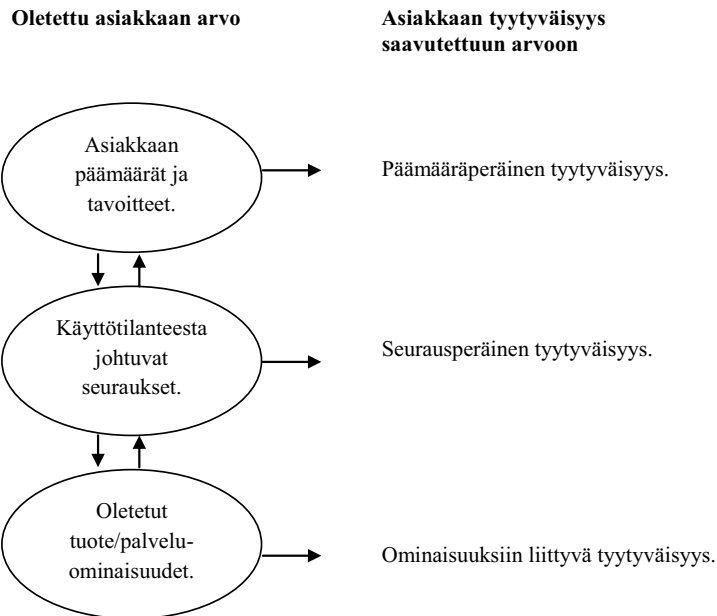 Oletettu asiakkaan arvo
Asiakkaan tyytyväisyys
saavutettuun arvoon
Asiakkaan
päämäärät ja
tavoitteet.
Päämääräperäinen tyytyväisyys.
Käyttötilanteesta
johtuvat
seuraukset.
Seurausperäinen tyytyväisyys.
Oletetut
tuote/palvelu-
ominaisuudet.
Ominaisuuksiin liittyvä tyytyväisyys.